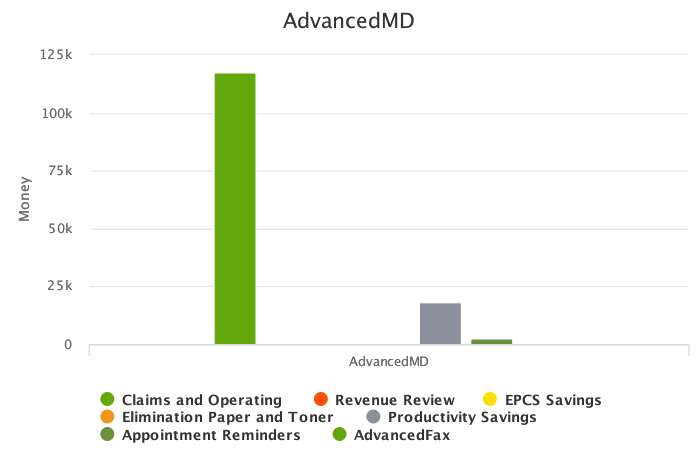 AdvancedMD
125k
100k
75k
50k
25k
0
Money
AdvancedMD
Claims and Operating Revenue Review EPCS Savings
Elimination Paper and Toner Productivity Savings
Appointment Reminders AdvancedFax